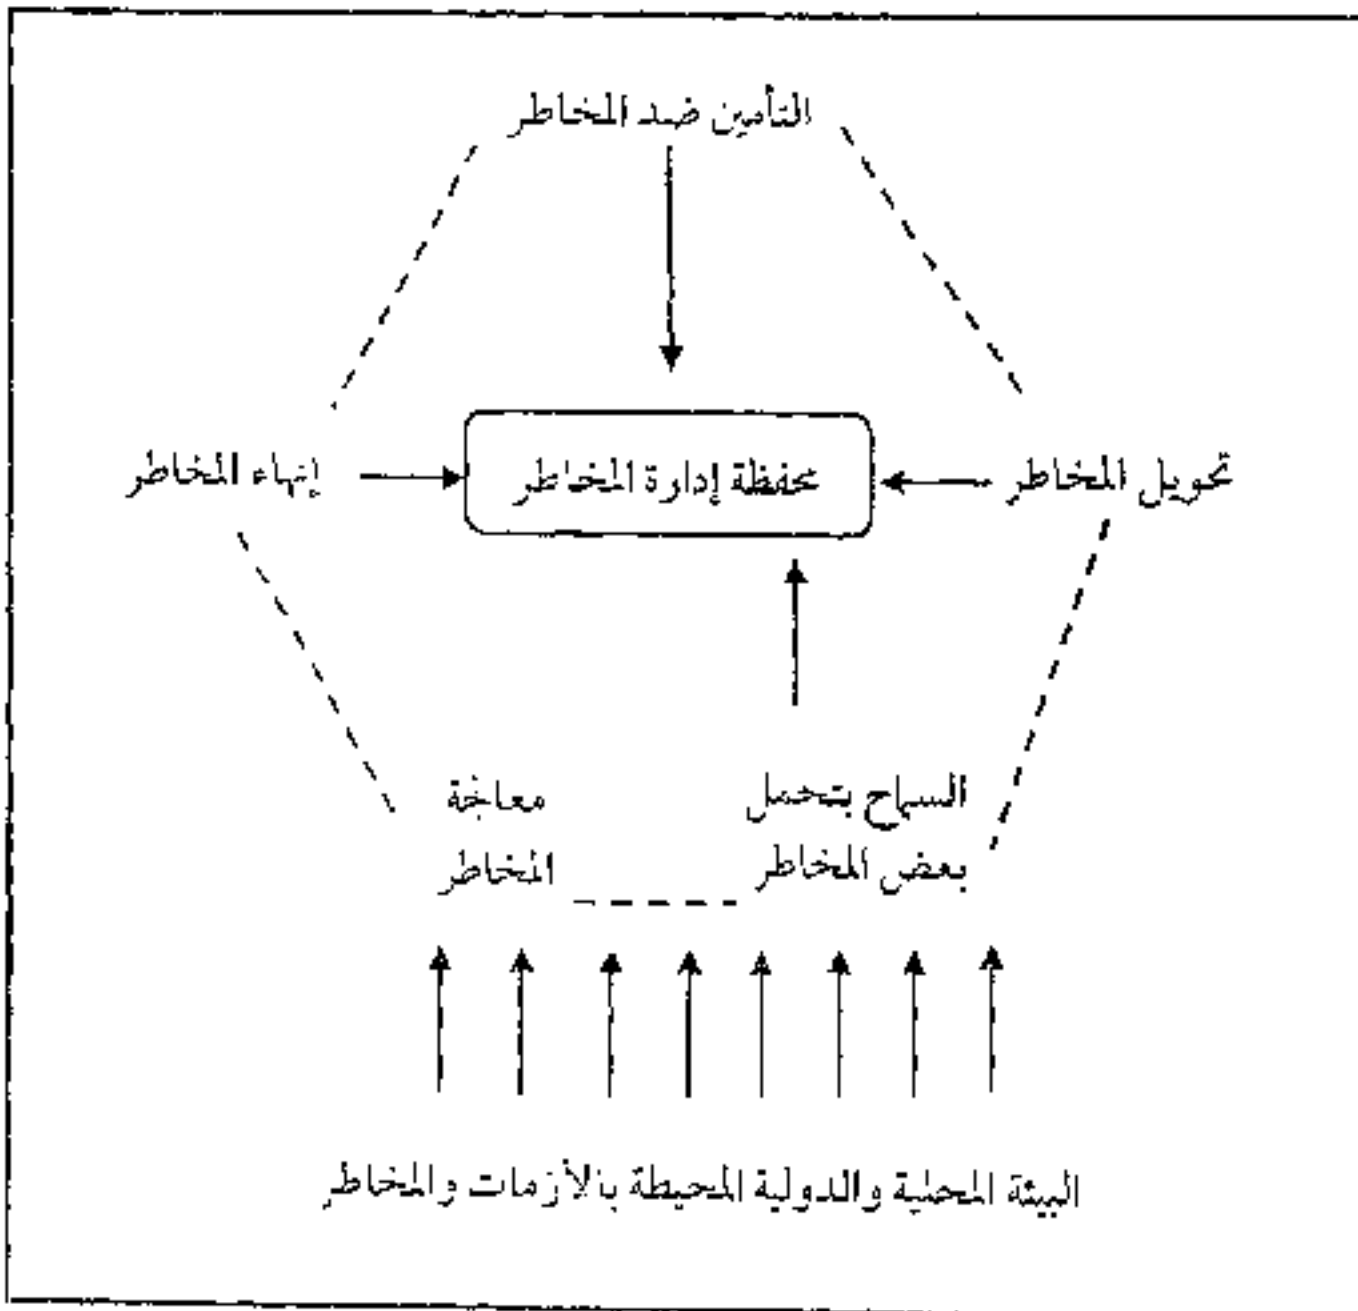 التأمين ضد المخاطر
تحويل المخاطر
محفظة إدارة المخاطر
إنهاء المخاطر
السماح بتحمل
بعض المخاطر
معالجة
المخاطر
البيئة المحلية والدولية المحيطة بالأزمات والمخاطر